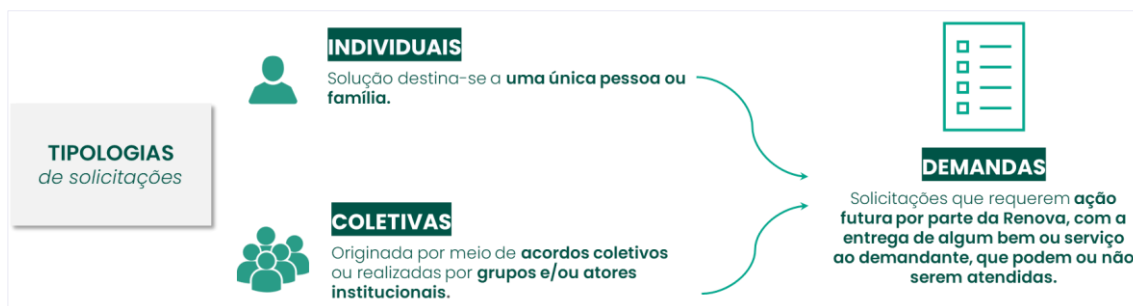 TIPOLOGIAS
de solicitações
INDIVIDUAIS
Solução destina-se a uma única pessoa ou
família.
COLETIVAS
Originada por meio de acordos coletivos
ou realizadas por grupos e/ou atores
institucionais.
DEMANDAS
Solicitações que requerem ação
futura por parte da Renova, com a
entrega de algum bem ou serviço
ao demandante, que podem ou não
serem atendidas.